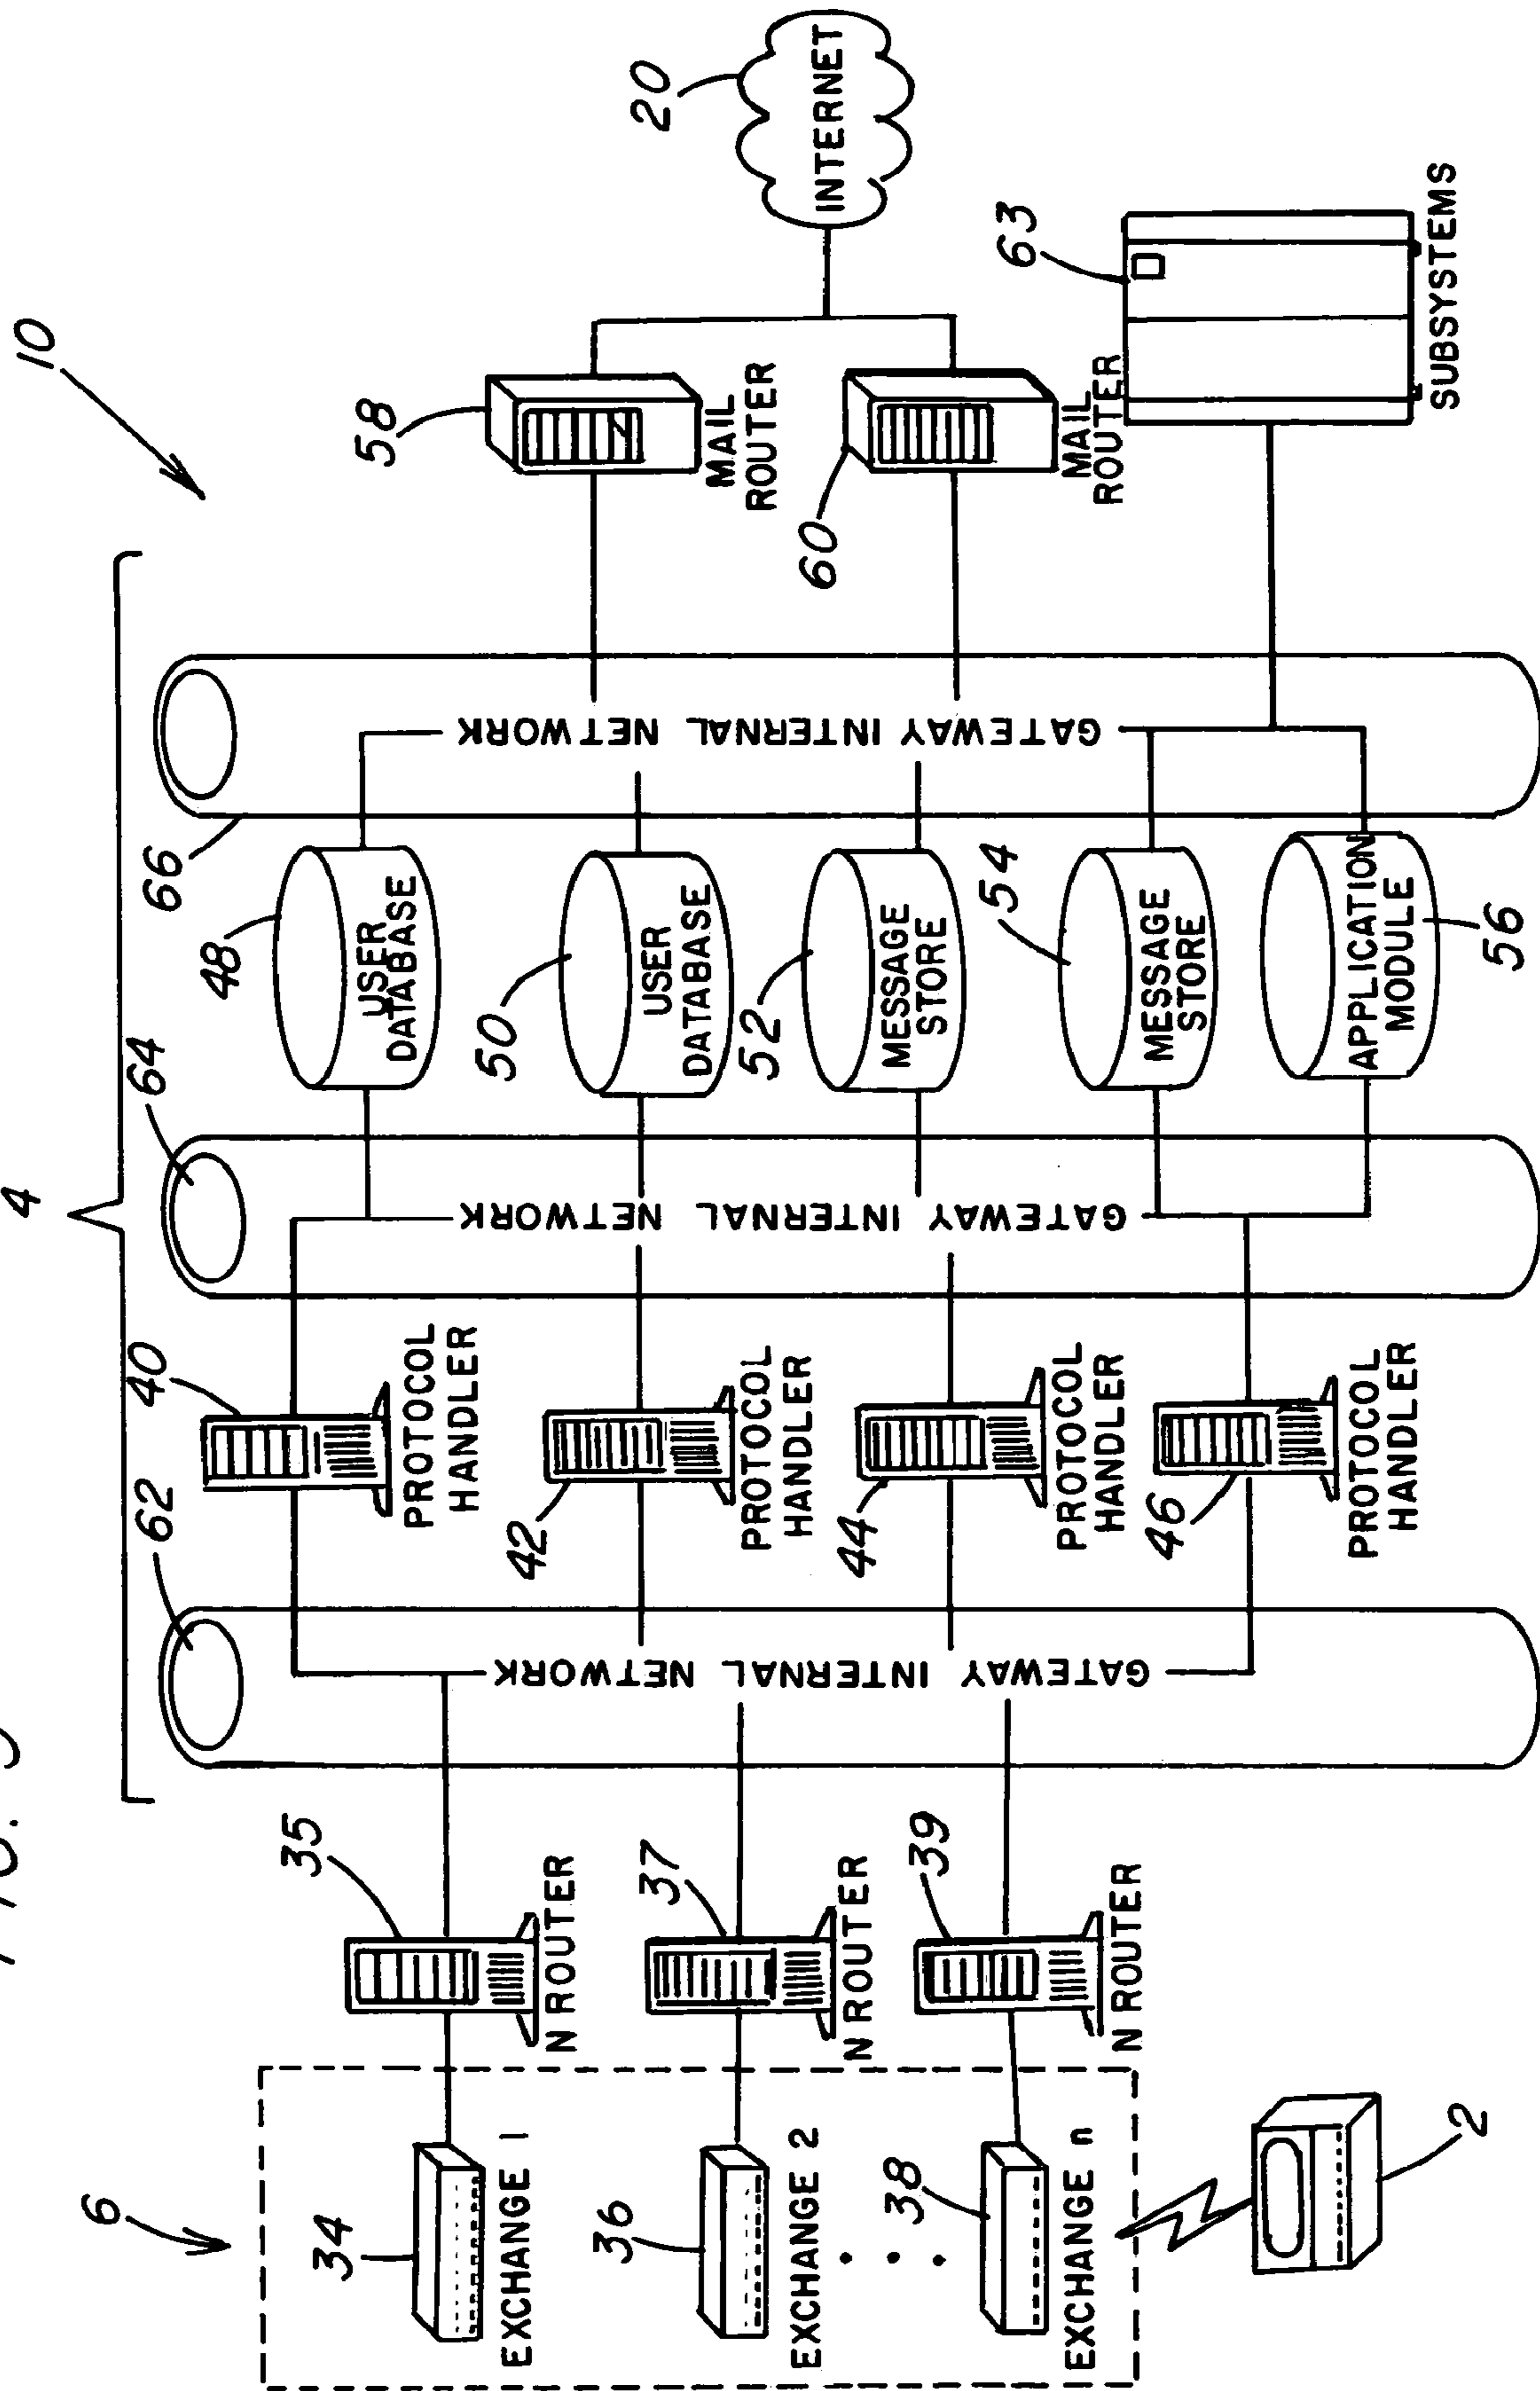 FIG. 3
4
10
6
34
EXCHANGE 1
36
EXCHANGE 2
38
EXCHANGE n
2
35
N ROUTER
37
N ROUTER
39
N ROUTER
62
GATEWAY INTERNAL NETWORK
40
PROTOCOL
HANDLER
42
PROTOCOL
HANDLER
44
PROTOCOL
HANDLER
46
PROTOCOL
HANDLER
64
GATEWAY INTERNAL NETWORK
48
USER
DATABASE
50
USER
DATABASE
52
MESSAGE
STORE
54
MESSAGE
STORE
APPLICATION
MODULE
56
66
GATEWAY INTERNAL NETWORK
58
MAIL
ROUTER
60
MAIL
ROUTER
20
INTERNET
63
SUBSYSTEMS